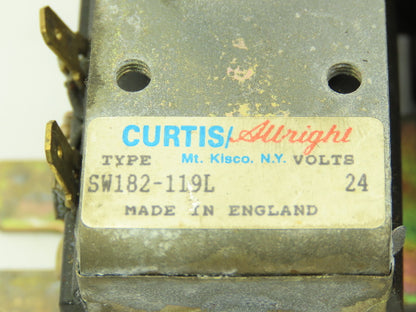 CURTIS/Albright
TYPE Mt. Kisco. N.Y. VOLTS
SW182-119L 24
MADE IN ENGLAND